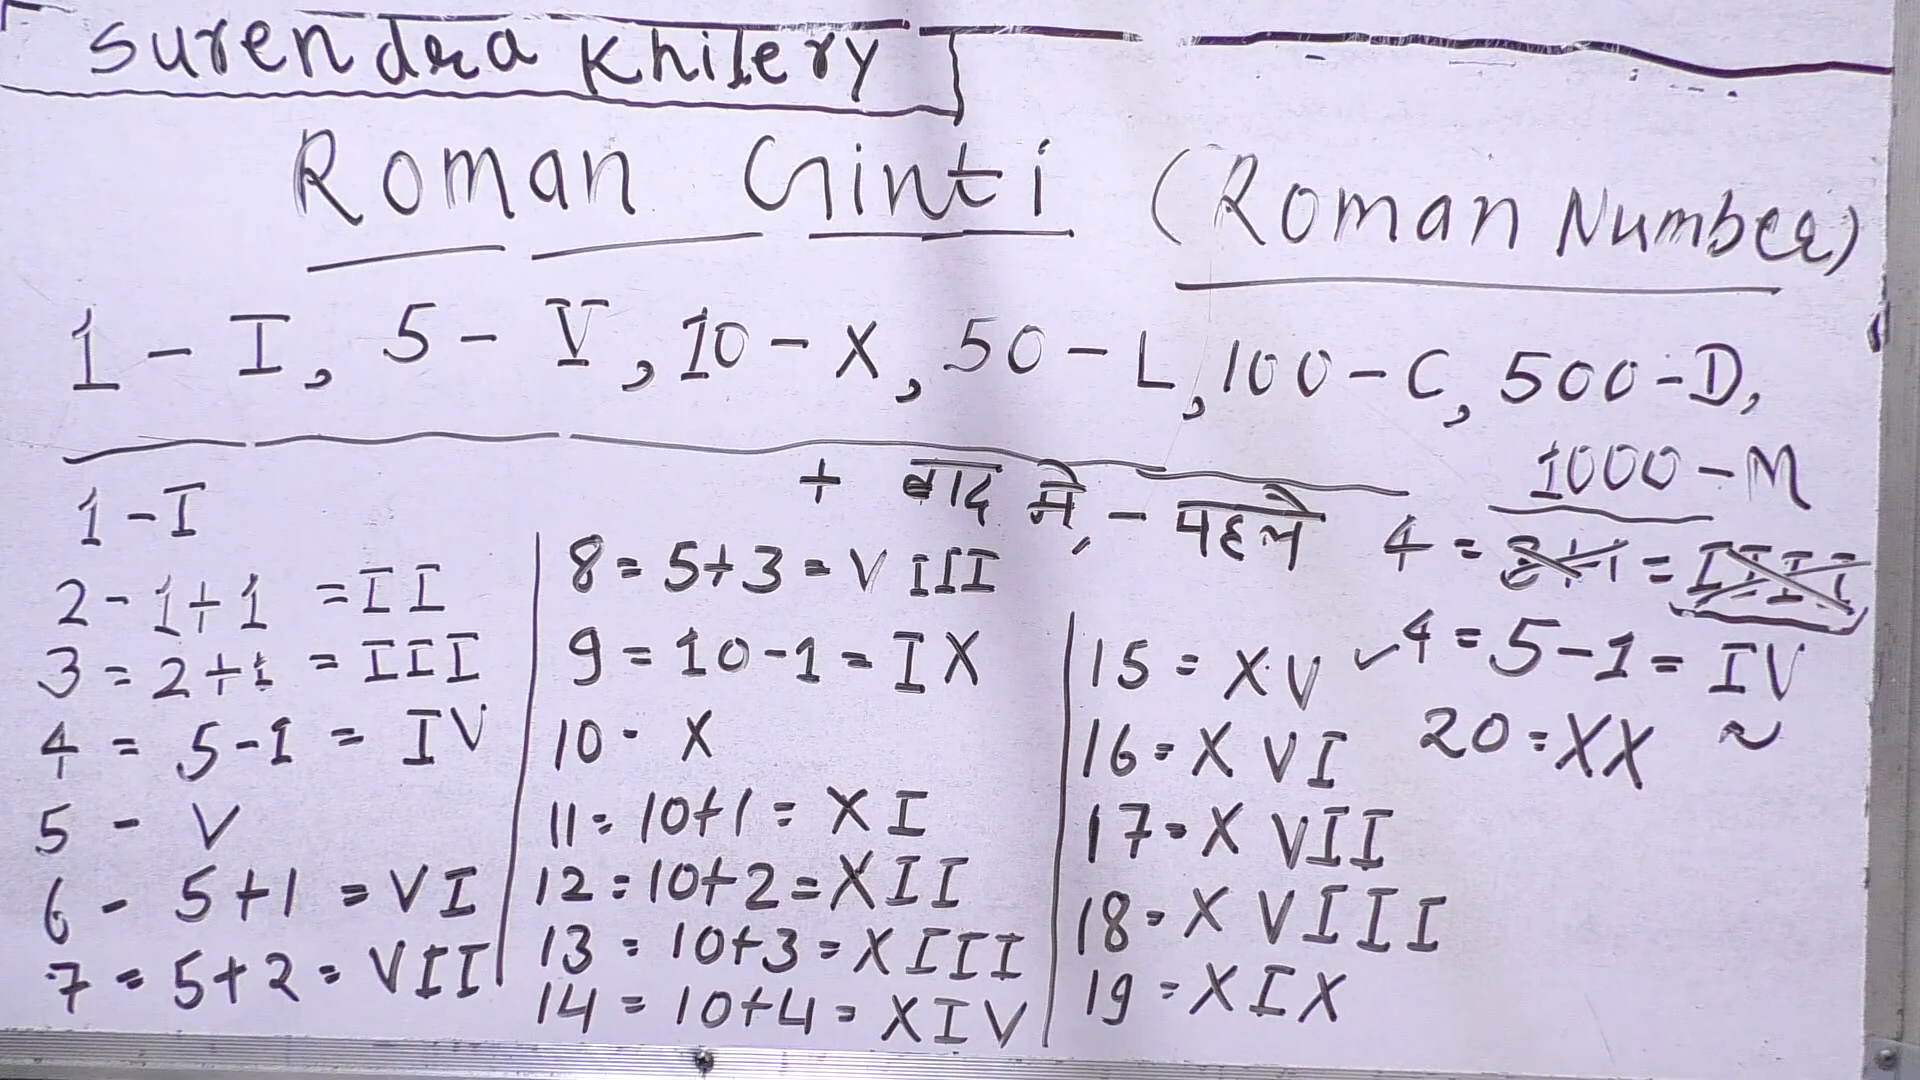 Surendra Khilery
Roman Ginti (Roman Number)
1 - I, 5 - V, 10 - X, 50 - L, 100 - C, 500 - D,
1000 - M
+ बाद मे, - पहले
1 - I
2 - 1+1 = II
3 = 2+1 = III
4 = 5-1 = IV
5 - V
6 - 5+1 = VI
7 = 5+2 = VII
8 = 5+3 = VIII
9 = 10-1 = IX
10 - X
11 = 10+1 = XI
12 = 10+2 = XII
13 = 10+3 = XIII
14 = 10+4 = XIV
15 = XV
16 = XVI
17 = XVII
18 = XVIII
19 = XIX
4 = 3+1 = IIII
✓4 = 5-1 = IV
20 = XX